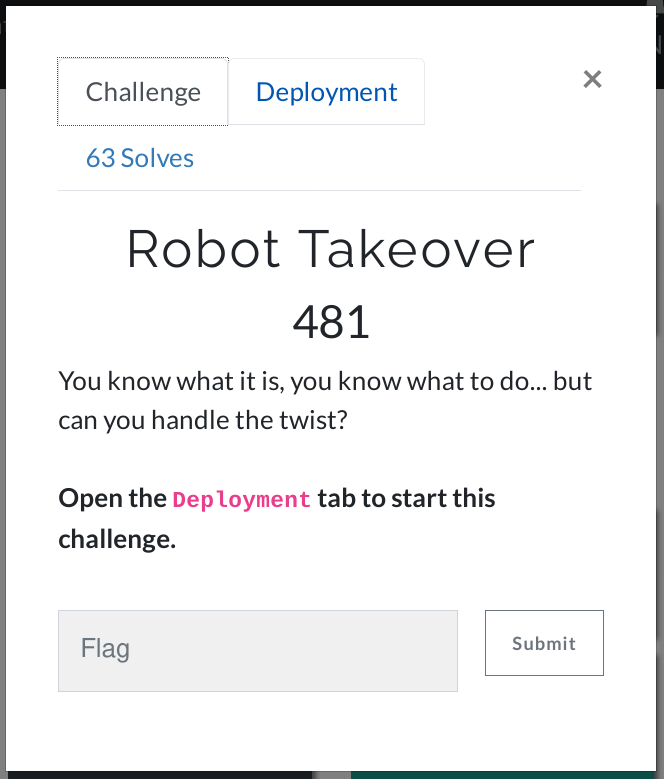 Challenge
Deployment
×
63 Solves
Robot Takeover
481
You know what it is, you know what to do... but
can you handle the twist?
Open the Deployment tab to start this
challenge.
Flag
Submit